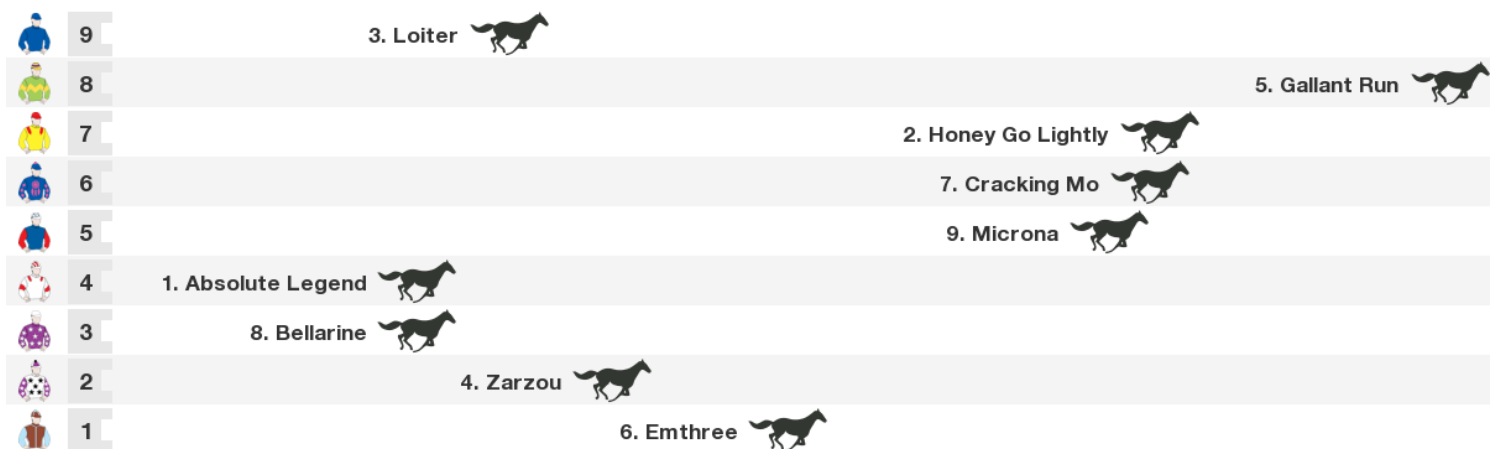 9 3. Loiter
8 5. Gallant Run
7 2. Honey Go Lightly
6 7. Cracking Mo
5 9. Microna
4 1. Absolute Legend
3 8. Bellarine
2 4. Zarzou
1 6. Emthree